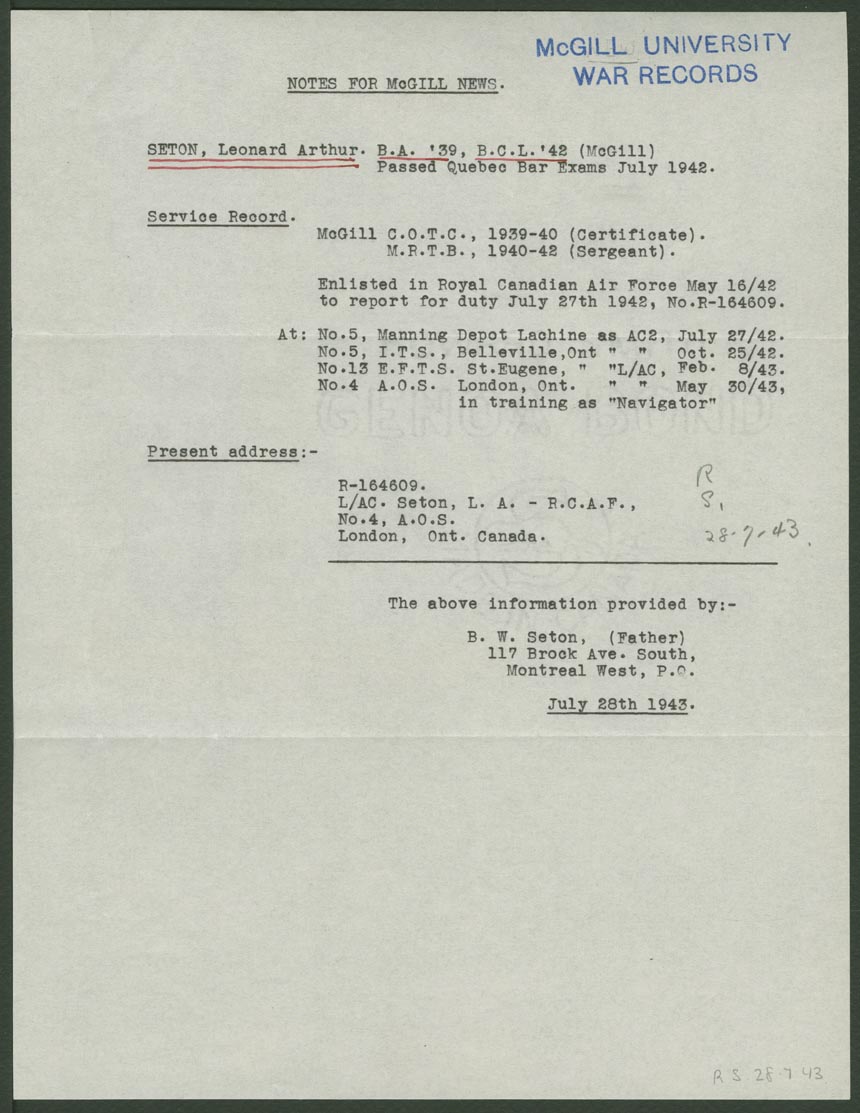 McGILL UNIVERSITY
WAR RECORDS
NOTES FOR McGILL NEWS.
SETON, Leonard Arthur. B.A. '39, B.C.L.'42 (McGill)
Passed Quebec Bar Exams July 1942.
Service Record.
McGill C.O.T.C., 1939-40 (Certificate).
M.R.T.B., 1940-42 (Sergeant).
Enlisted in Royal Canadian Air Force May 16/42
to report for duty July 27th 1942, No.R-164609.
At: No.5, Manning Depot Lachine as AC2, July 27/42.
No.5, I.T.S., Belleville,Ont " " Oct. 25/42.
No.13 E.F.T.S. St.Eugene, " "L/AC, Feb. 8/43.
No.4 A.O.S. London, Ont. " " May 30/43,
in training as "Navigator"
Present address:-
R-164609.
L/AC. Seton, L. A. - R.C.A.F.,
No.4, A.O.S.
London, Ont. Canada.
R
S,
28-7-43.
The above information provided by:-
B. W. Seton, (Father)
117 Brock Ave. South,
Montreal West, P.Q.
July 28th 1943.
R S. 28.7 43